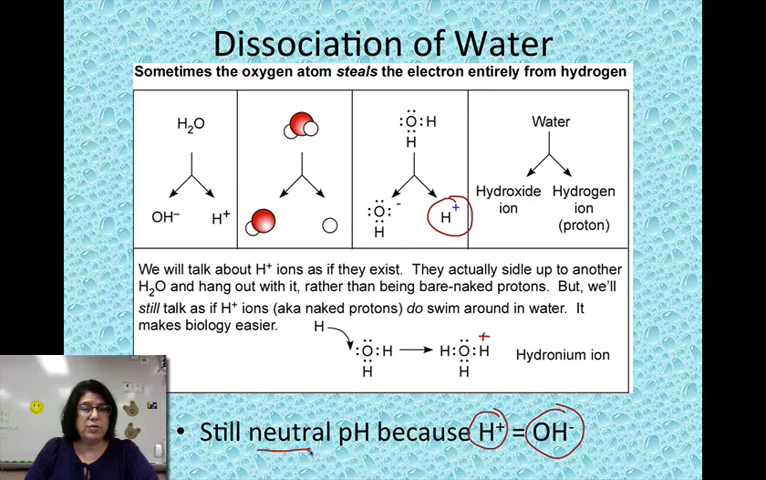 Dissociation of Water
Sometimes the oxygen atom steals the electron entirely from hydrogen
H₂O
OH⁻ H⁺
:Ö:H
H
:Ö:⁻
H
H⁺
Water
Hydroxide ion
Hydrogen ion (proton)
We will talk about H⁺ ions as if they exist. They actually sidle up to another
H₂O and hang out with it, rather than being bare-naked protons. But, we'll
still talk as if H⁺ ions (aka naked protons) do swim around in water. It
makes biology easier.
H
:Ö:H
H
H:Ö:H
H
+
Hydronium ion
• Still neutral pH because H⁺ = OH⁻